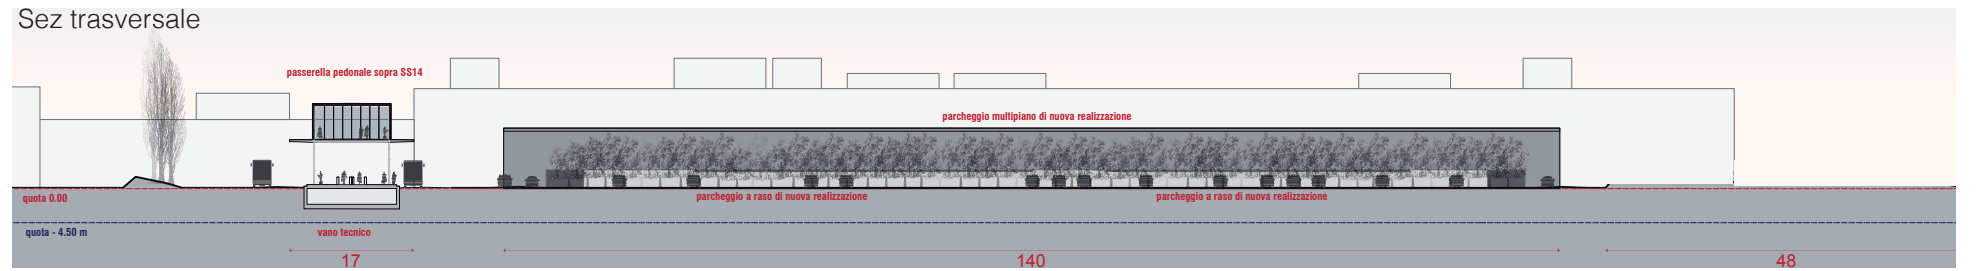 Sez trasversale
passerella pedonale sopra SS14
parcheggio multipiano di nuova realizzazione
quota 0.00
parcheggio a raso di nuova realizzazione
parcheggio a raso di nuova realizzazione
quota - 4.50 m
vano tecnico
17
140
48